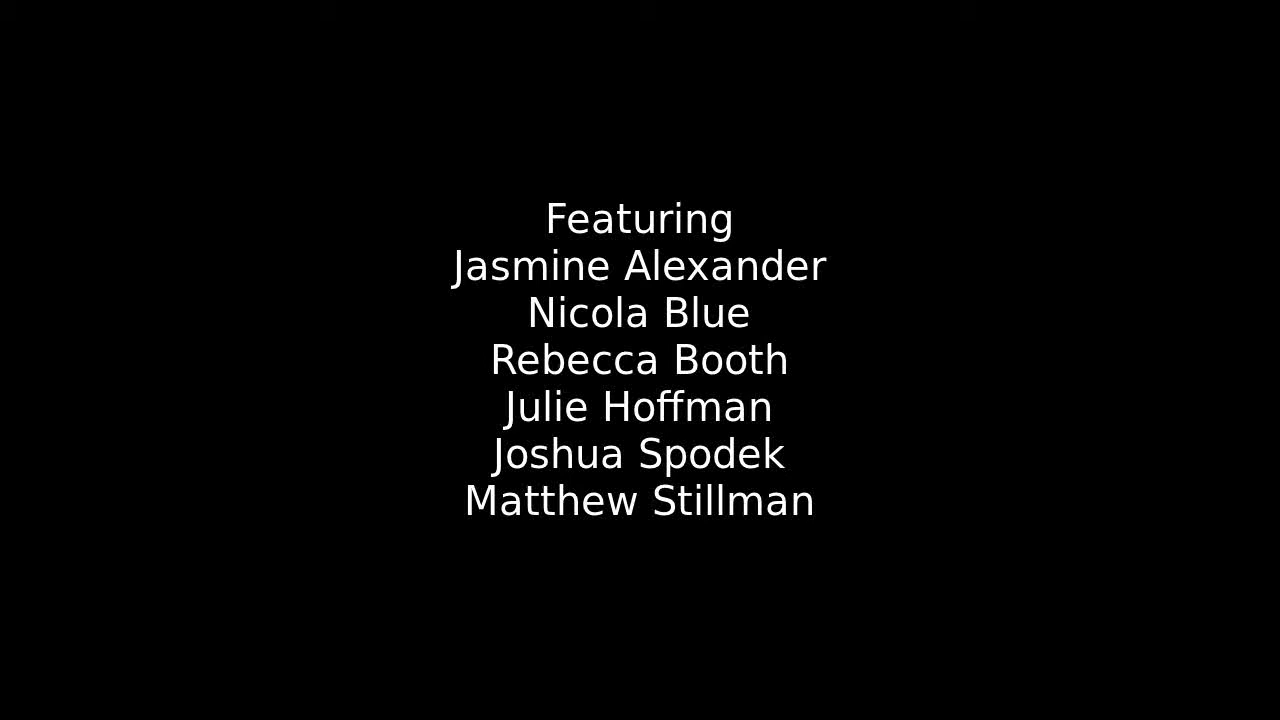 Featuring
Jasmine Alexander
Nicola Blue
Rebecca Booth
Julie Hoffman
Joshua Spodek
Matthew Stillman